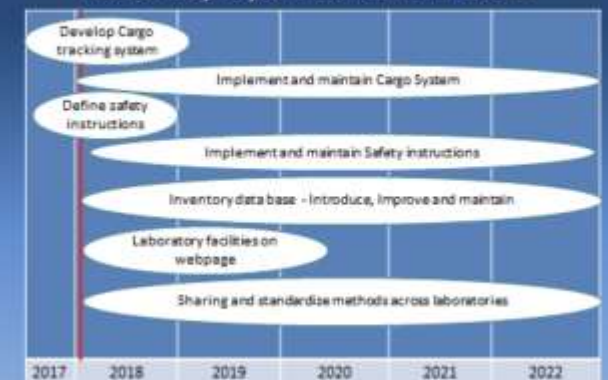 Develop Cargo
tracking system
Implement and maintain Cargo System
Define safety
instructions
Implement and maintain Safety instructions
Inventory data base - Introduce, Improve and maintain
Laboratory facilities on
webpage
Sharing and standardise methods across laboratories
2017 2018 2019 2020 2021 2022